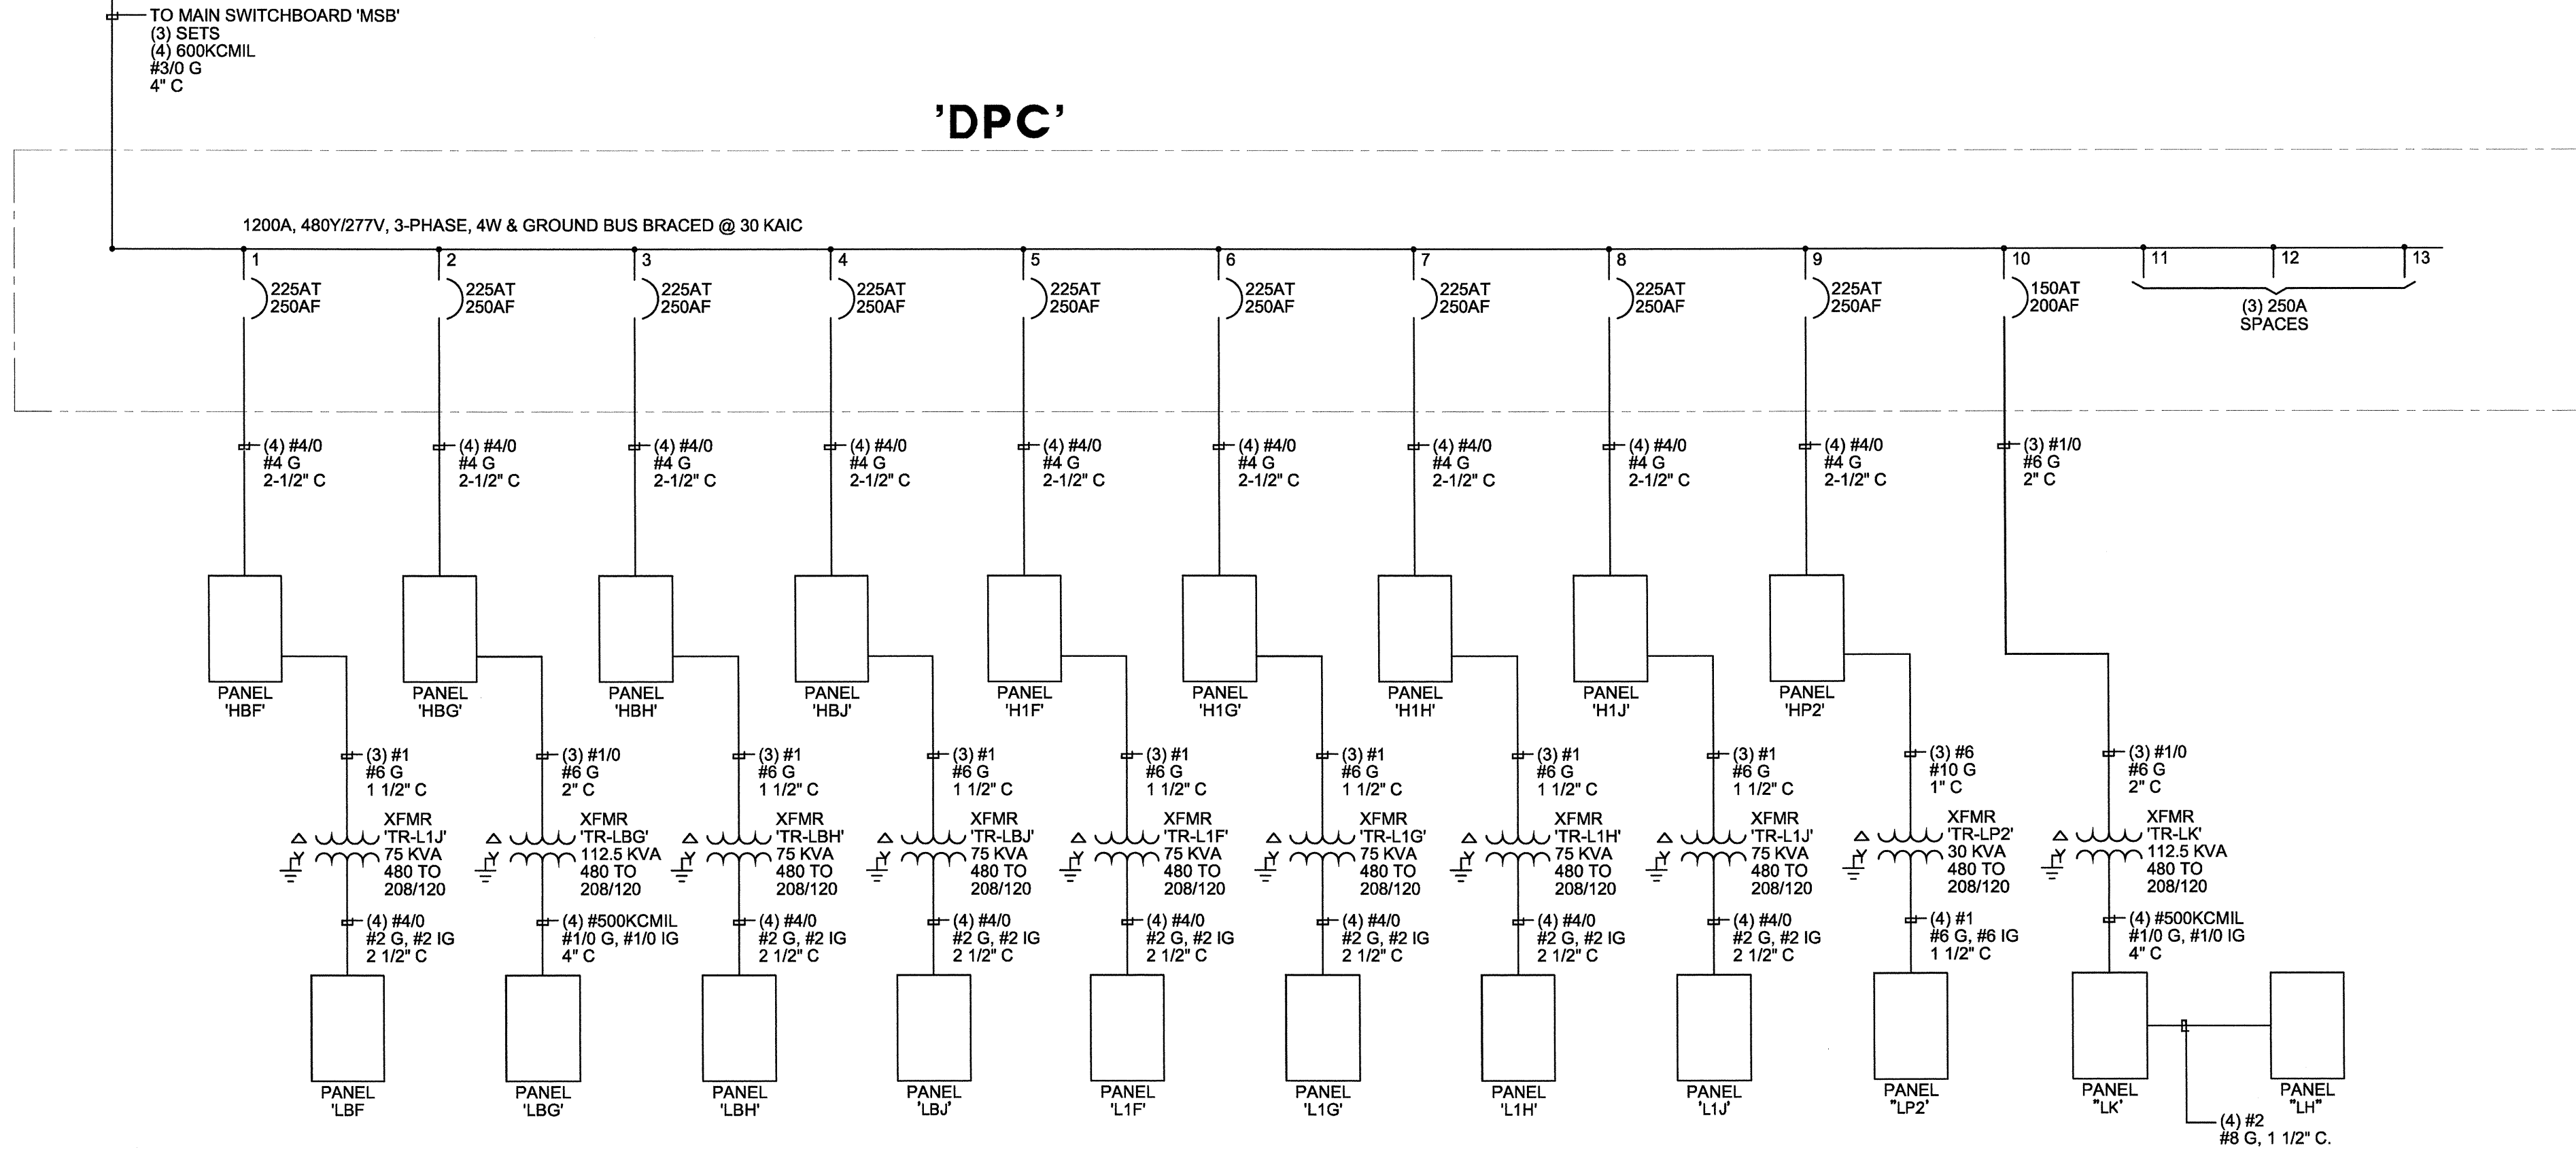 TO MAIN SWITCHBOARD 'MSB'
(3) SETS
(4) 600KCMIL
#3/0 G
4" C
'DPC'
1200A, 480Y/277V, 3-PHASE, 4W & GROUND BUS BRACED @ 30 KAIC
1
225AT
250AF
2
225AT
250AF
3
225AT
250AF
4
225AT
250AF
5
225AT
250AF
6
225AT
250AF
7
225AT
250AF
8
225AT
250AF
9
225AT
250AF
10
150AT
200AF
11
12
13
(3) 250A
SPACES
(4) #4/0
#4 G
2-1/2" C
(4) #4/0
#4 G
2-1/2" C
(4) #4/0
#4 G
2-1/2" C
(4) #4/0
#4 G
2-1/2" C
(4) #4/0
#4 G
2-1/2" C
(4) #4/0
#4 G
2-1/2" C
(4) #4/0
#4 G
2-1/2" C
(4) #4/0
#4 G
2-1/2" C
(4) #4/0
#4 G
2-1/2" C
(3) #1/0
#6 G
2" C
PANEL
'HBF'
PANEL
'HBG'
PANEL
'HBH'
PANEL
'HBJ'
PANEL
'H1F'
PANEL
'H1G'
PANEL
'H1H'
PANEL
'H1J'
PANEL
'HP2'
(3) #1
#6 G
1 1/2" C
(3) #1/0
#6 G
2" C
(3) #1
#6 G
1 1/2" C
(3) #1
#6 G
1 1/2" C
(3) #1
#6 G
1 1/2" C
(3) #1
#6 G
1 1/2" C
(3) #1
#6 G
1 1/2" C
(3) #1
#6 G
1 1/2" C
(3) #6
#10 G
1" C
(3) #1/0
#6 G
2" C
XFMR
'TR-L1J'
75 KVA
480 TO
208/120
Y
XFMR
'TR-LBG'
112.5 KVA
480 TO
208/120
Y
XFMR
'TR-LBH'
75 KVA
480 TO
208/120
Y
XFMR
'TR-LBJ'
75 KVA
480 TO
208/120
Y
XFMR
'TR-L1F'
75 KVA
480 TO
208/120
Y
XFMR
'TR-L1G'
75 KVA
480 TO
208/120
Y
XFMR
'TR-L1H'
75 KVA
480 TO
208/120
Y
XFMR
'TR-L1J'
75 KVA
480 TO
208/120
Y
XFMR
'TR-LP2'
30 KVA
480 TO
208/120
Y
XFMR
'TR-LK'
112.5 KVA
480 TO
208/120
Y
(4) #4/0
#2 G, #2 IG
2 1/2" C
(4) #500KCMIL
#1/0 G, #1/0 IG
4" C
(4) #4/0
#2 G, #2 IG
2 1/2" C
(4) #4/0
#2 G, #2 IG
2 1/2" C
(4) #4/0
#2 G, #2 IG
2 1/2" C
(4) #4/0
#2 G, #2 IG
2 1/2" C
(4) #4/0
#2 G, #2 IG
2 1/2" C
(4) #4/0
#2 G, #2 IG
2 1/2" C
(4) #1
#6 G, #6 IG
1 1/2" C
(4) #500KCMIL
#1/0 G, #1/0 IG
4" C
PANEL
'LBF
PANEL
'LBG'
PANEL
'LBH'
PANEL
'LBJ'
PANEL
'L1F'
PANEL
'L1G'
PANEL
'L1H'
PANEL
'L1J'
PANEL
"LP2'
PANEL
"LK'
PANEL
"LH"
(4) #2
#8 G, 1 1/2" C.